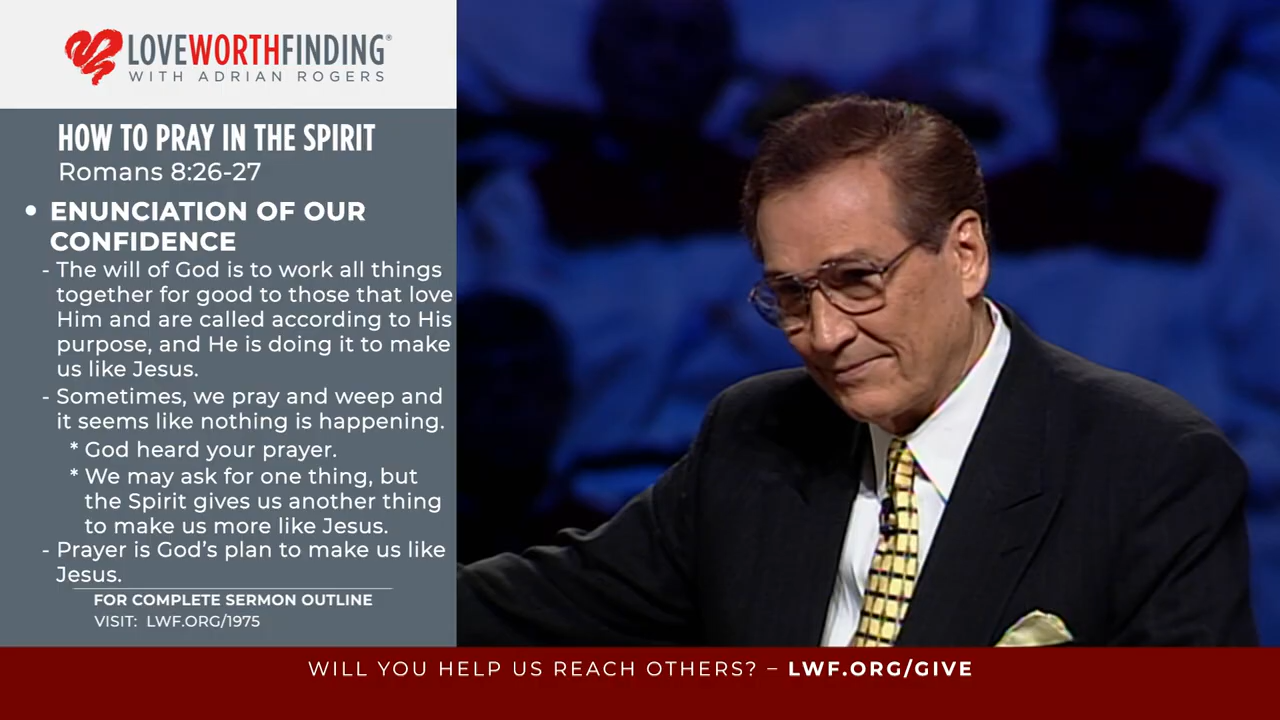 LOVEWORTHFINDING®
WITH ADRIAN ROGERS
HOW TO PRAY IN THE SPIRIT
Romans 8:26-27
• ENUNCIATION OF OUR
CONFIDENCE
- The will of God is to work all things
together for good to those that love
Him and are called according to His
purpose, and He is doing it to make
us like Jesus.
- Sometimes, we pray and weep and
it seems like nothing is happening.
* God heard your prayer.
* We may ask for one thing, but
the Spirit gives us another thing
to make us more like Jesus.
- Prayer is God’s plan to make us like
Jesus.
FOR COMPLETE SERMON OUTLINE
VISIT: LWF.ORG/1975
WILL YOU HELP US REACH OTHERS? – LWF.ORG/GIVE